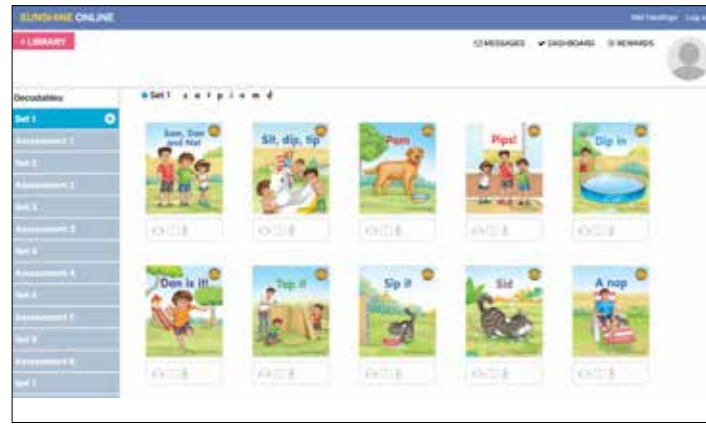 SUNSHINE ONLINE
LIBRARY
MESSAGES DASHBOARD REWARDS
Decodables
Set 1 s a t p i n m d
Set 1
Assessment 1
Set 2
Assessment 2
Set 3
Assessment 3
Set 4
Assessment 4
Set 5
Assessment 5
Set 6
Assessment 6
Set 7
Sam, Dan and Nat
Sit, dip, tip
Pam
Pips!
Dip in
Dan is it!
Tap it
Sip it
Sid
A nap